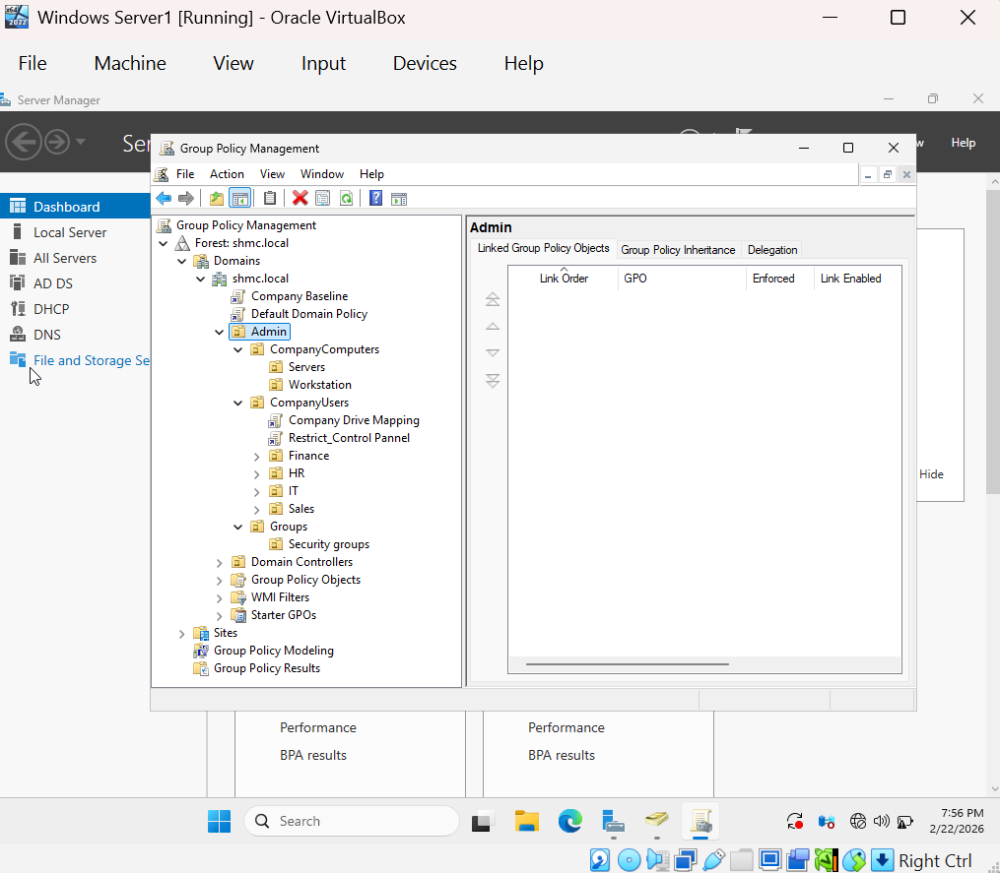 Windows Server1 [Running] - Oracle VirtualBox
File Machine View Input Devices Help
Server Manager
Ser
Help
Group Policy Management
File Action View Window Help
Dashboard
Local Server
All Servers
AD DS
DHCP
DNS
File and Storage Se
Group Policy Management
Forest: shmc.local
Domains
shmc.local
Company Baseline
Default Domain Policy
Admin
CompanyComputers
Servers
Workstation
CompanyUsers
Company Drive Mapping
Restrict_Control Pannel
Finance
HR
IT
Sales
Groups
Security groups
Domain Controllers
Group Policy Objects
WMI Filters
Starter GPOs
Sites
Group Policy Modeling
Group Policy Results
Admin
Linked Group Policy Objects Group Policy Inheritance Delegation
Link Order GPO Enforced Link Enabled
Hide
Performance Performance
BPA results BPA results
Search
7:56 PM
2/22/2026
Right Ctrl